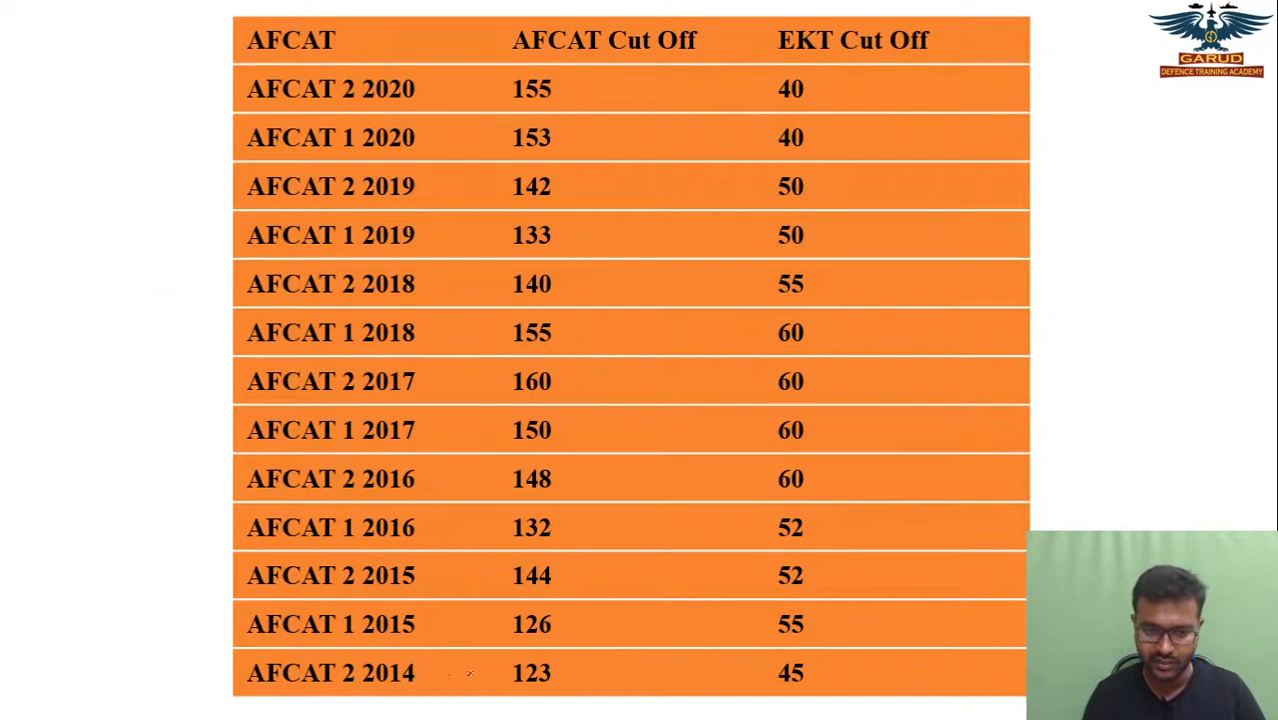 AFCAT AFCAT Cut Off EKT Cut Off
AFCAT 2 2020 155 40
AFCAT 1 2020 153 40
AFCAT 2 2019 142 50
AFCAT 1 2019 133 50
AFCAT 2 2018 140 55
AFCAT 1 2018 155 60
AFCAT 2 2017 160 60
AFCAT 1 2017 150 60
AFCAT 2 2016 148 60
AFCAT 1 2016 132 52
AFCAT 2 2015 144 52
AFCAT 1 2015 126 55
AFCAT 2 2014 123 45
GARUD
DEFENCE TRAINING ACADEMY